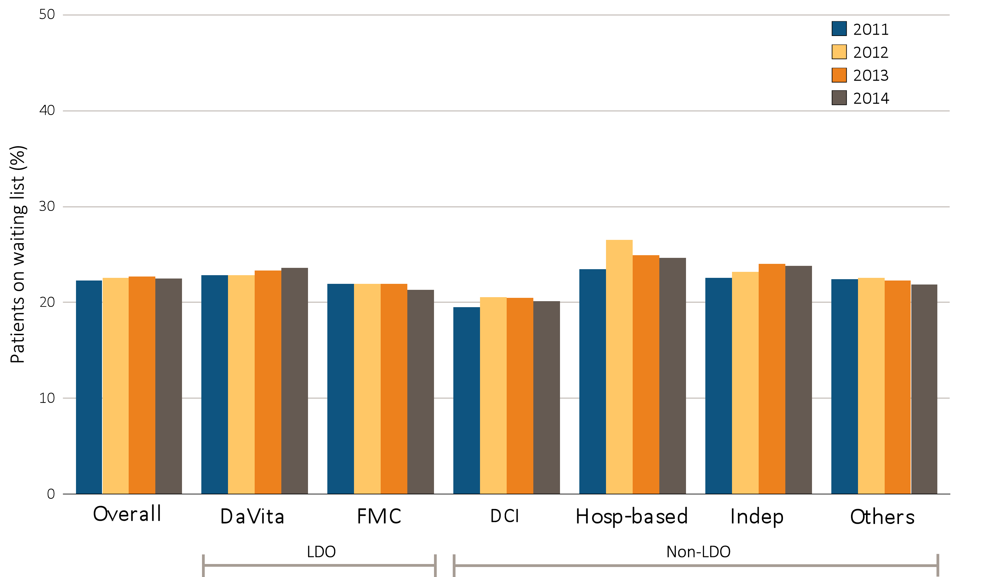 Patients on waiting list (%)
50
40
30
20
10
0
2011
2012
2013
2014
Overall
DaVita
FMC
DCI
Hosp-based
Indep
Others
LDO
Non-LDO